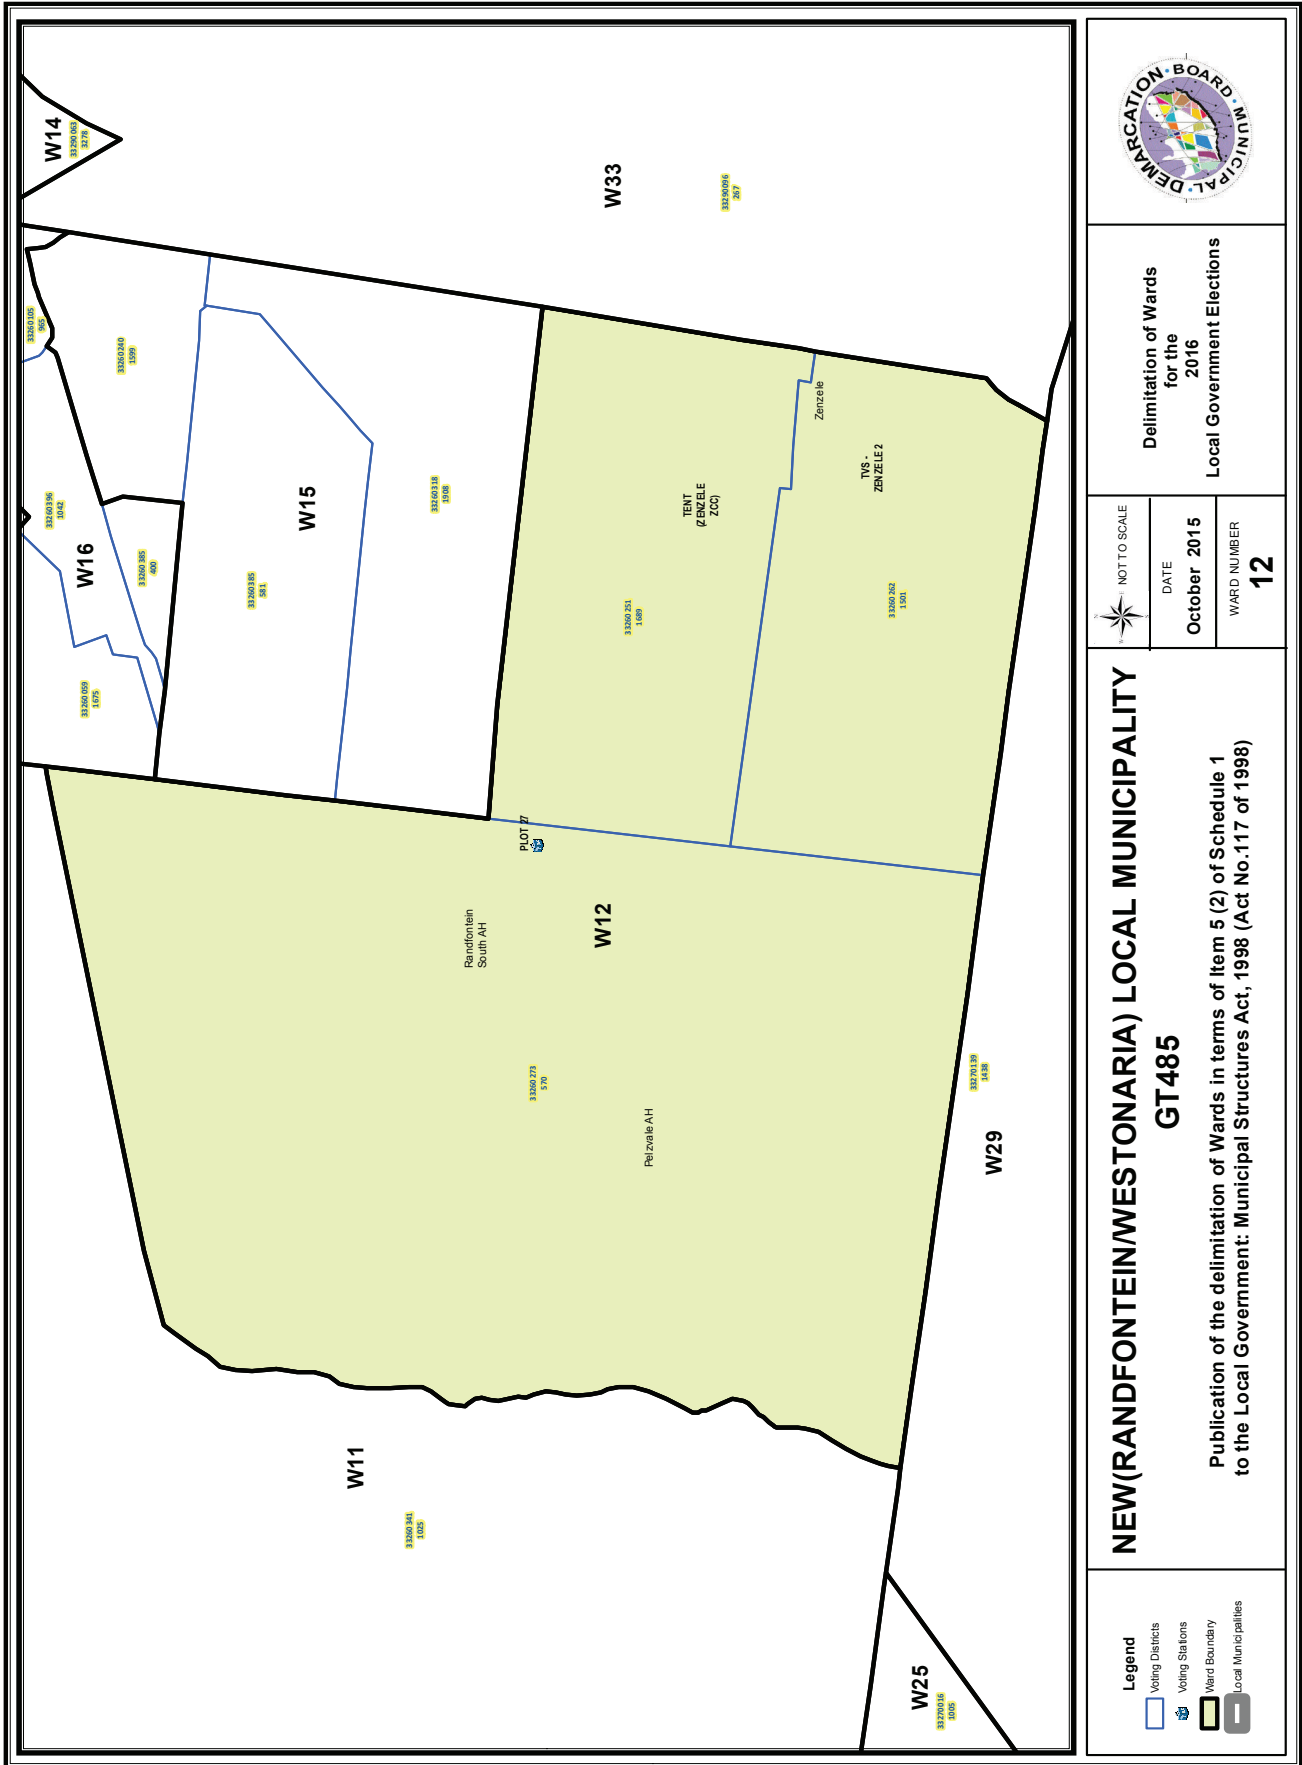 W14
33290063
3278
W33
33290096
267
33260105
965
33260240
1599
33260396
1042
W16
33260385
400
33260059
1675
W15
33260385
581
33260318
1908
TENT
(ZENZELE
ZCC)
Zenzele
TVS -
ZENZELE 2
33260251
1689
33260262
1501
PLOT 27
Randfontein
South AH
W12
33260273
570
Pelzvale AH
33270139
1438
W29
W11
33260341
1025
W25
33270016
1005
Legend
Voting Districts
Voting Stations
Ward Boundary
Local Municipalities
NEW(RANDFONTEIN/WESTONARIA) LOCAL MUNICIPALITY
GT485
Publication of the delimitation of Wards in terms of Item 5 (2) of Schedule 1
to the Local Government: Municipal Structures Act, 1998 (Act No.117 of 1998)
N
W E
S
NOT TO SCALE
DATE
October 2015
WARD NUMBER
12
Delimitation of Wards
for the
2016
Local Government Elections
MUNICIPAL DEMARCATION BOARD